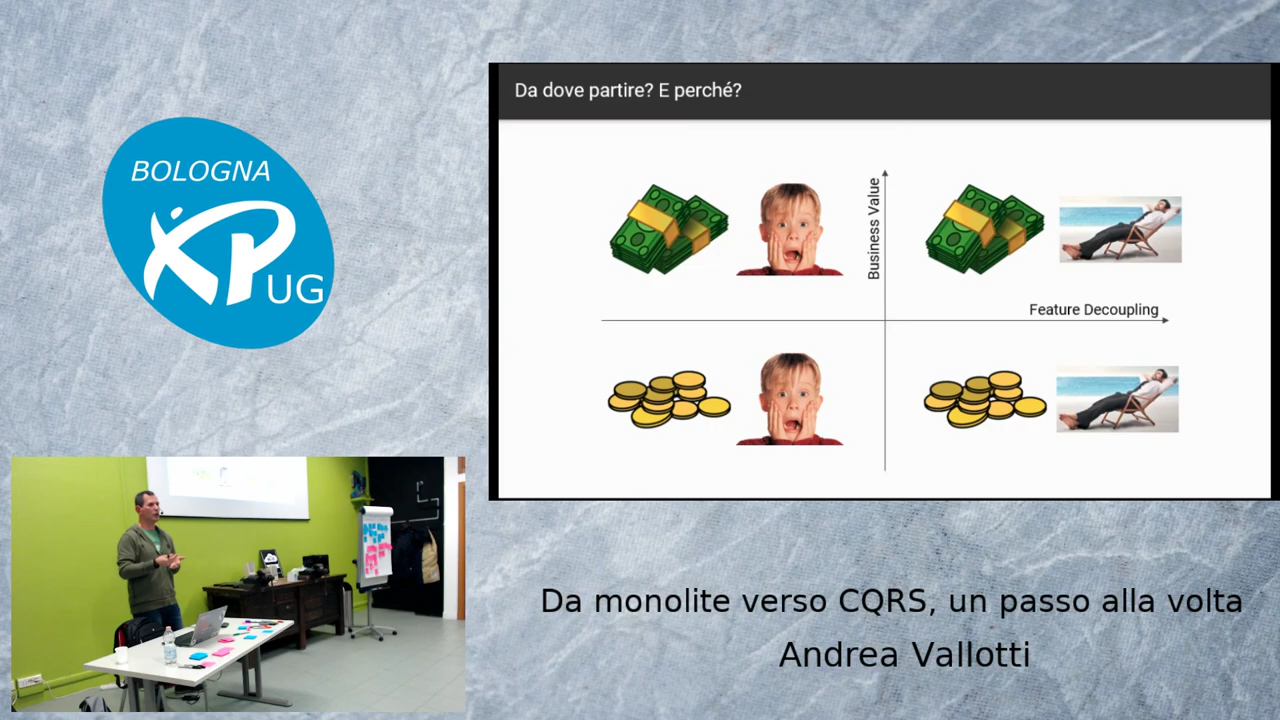 BOLOGNA
XP
UG
Da dove partire? E perché?
Business Value
Feature Decoupling
Da monolite verso CQRS, un passo alla volta
Andrea Vallotti